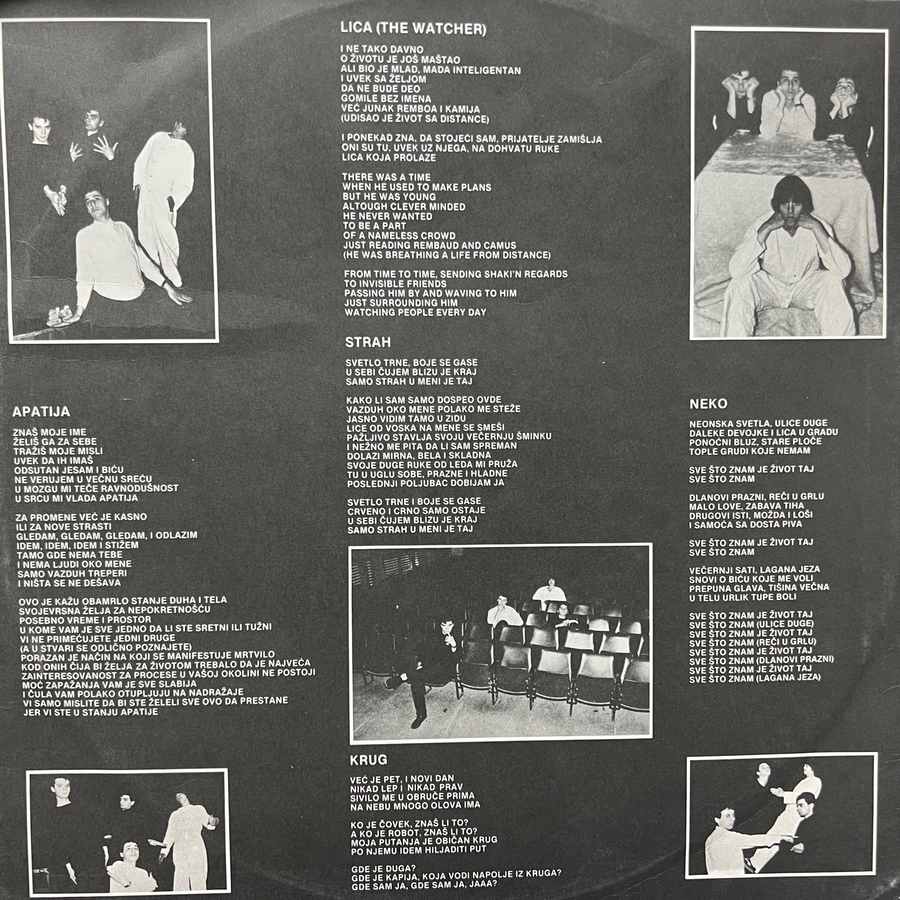 LICA (THE WATCHER)
I NE TAKO DAVNO
O ŽIVOTU JE JOŠ MAŠTAO
ALI BIO JE MLAD, MADA INTELIGENTAN
I UVEK SA ŽELJOM
DA NE BUDE DEO
GOMILE BEZ IMENA
VEĆ JUNAK REMBOA I KAMIJA
(UDISAO JE ŽIVOT SA DISTANCE)
I PONEKAD ZNA, DA STOJEĆI SAM, PRIJATELJE ZAMIŠLJA
ONI SU TU, UVEK UZ NJEGA, NA DOHVATU RUKE
LICA KOJA PROLAZE
THERE WAS A TIME
WHEN HE USED TO MAKE PLANS
BUT HE WAS YOUNG
ALTOUGH CLEVER MINDED
HE NEVER WANTED
TO BE A PART
OF A NAMELESS CROWD
JUST READING REMBAUD AND CAMUS
(HE WAS BREATHING A LIFE FROM DISTANCE)
FROM TIME TO TIME, SENDING SHAKI'N REGARDS
TO INVISIBLE FRIENDS
PASSING HIM BY AND WAVING TO HIM
JUST SURROUNDING HIM
WATCHING PEOPLE EVERY DAY
STRAH
SVETLO TRNE, BOJE SE GASE
U SEBI ČUJEM BLIZU JE KRAJ
SAMO STRAH U MENI JE TAJ
KAKO LI SAM SAMO DOSPEO OVDE
VAZDUH OKO MENE POLAKO ME STEŽE
JASNO VIDIM TAMO U ZIDU
LICE OD VOSKA NA MENE SE SMEŠI
PAŽLJIVO STAVLJA SVOJU VEČERNJU ŠMINKU
I NEŽNO ME PITA DA LI SAM SPREMAN
DOLAZI MIRNA, BELA I SKLADNA
SVOJE DUGE RUKE OD LEDA MI PRUŽA
TU U UGLU SOBE, PRAZNE I HLADNE
POSLEDNJI POLJUBAC DOBIJAM JA
SVETLO TRNE I BOJE SE GASE
CRVENO I CRNO SAMO OSTAJE
U SEBI ČUJEM BLIZU JE KRAJ
SAMO STRAH U MENI JE TAJ
APATIJA
ZNAŠ MOJE IME
ŽELIŠ GA ZA SEBE
TRAŽIŠ MOJE MISLI
UVEK DA IH IMAŠ
ODSUTAN JESAM I BIĆU
NE VERUJEM U VEČNU SREĆU
U MOZGU MI TEČE RAVNODUŠNOST
U SRCU MI VLADA APATIJA
ZA PROMENE VEĆ JE KASNO
ILI ZA NOVE STRASTI
GLEDAM, GLEDAM, GLEDAM, I ODLAZIM
IDEM, IDEM, IDEM I STIŽEM
TAMO GDE NEMA TEBE
I NEMA LJUDI OKO MENE
SAMO VAZDUH TREPERI
I NIŠTA SE NE DEŠAVA
OVO JE KAŽU OBAMRLO STANJE DUHA I TELA
SVOJEVRSNA ŽELJA ZA NEPOKRETNOŠĆU
POSEBNO VREME I PROSTOR
U KOME VAM JE SVE JEDNO DA LI STE SRETNI ILI TUŽNI
VI NE PRIMEĆUJETE JEDNI DRUGE
(A U STVARI SE ODLIČNO POZNAJETE)
PORAZAN JE NAČIN NA KOJI SE MANIFESTUJE MRTVILO
KOD ONIH ČIJA BI ŽELJA ZA ŽIVOTOM TREBALO DA JE NAJVEĆA
ZAINTERESOVANOST ZA PROCESE U VAŠOJ OKOLINI NE POSTOJI
MOĆ ZAPAŽANJA VAM JE SVE SLABIJA
I ČULA VAM POLAKO OTUPLJUJU NA NADRAŽAJE
VI SAMO MISLITE DA BI STE ŽELELI SVE OVO DA PRESTANE
JER VI STE U STANJU APATIJE
NEKO
NEONSKA SVETLA, ULICE DUGE
DALEKE DEVOJKE I LICA U GRADU
PONOĆNI BLUZ, STARE PLOČE
TOPLE GRUDI KOJE NEMAM
SVE ŠTO ZNAM JE ŽIVOT TAJ
SVE ŠTO ZNAM
DLANOVI PRAZNI, REČI U GRLU
MALO LOVE, ZABAVA TIHA
DRUGOVI ISTI, MOŽDA I LOŠI
I SAMOĆA SA DOSTA PIVA
SVE ŠTO ZNAM JE ŽIVOT TAJ
SVE ŠTO ZNAM
VEČERNJI SATI, LAGANA JEZA
SNOVI O BIĆU KOJE ME VOLI
PREPUNA GLAVA, TIŠINA VEČNA
U TELU URLIK TUPE BOLI
SVE ŠTO ZNAM JE ŽIVOT TAJ
SVE ŠTO ZNAM (ULICE DUGE)
SVE ŠTO ZNAM JE ŽIVOT TAJ
SVE ŠTO ZNAM (REČI U GRLU)
SVE ŠTO ZNAM JE ŽIVOT TAJ
SVE ŠTO ZNAM (DLANOVI PRAZNI)
SVE ŠTO ZNAM JE ŽIVOT TAJ
SVE ŠTO ZNAM (LAGANA JEZA)
KRUG
VEĆ JE PET, I NOVI DAN
NIKAD LEP I NIKAD PRAV
SIVILO ME U OBRUČE PRIMA
NA NEBU MNOGO OLOVA IMA
KO JE ČOVEK, ZNAŠ LI TO?
A KO JE ROBOT, ZNAŠ LI TO?
MOJA PUTANJA JE OBIČAN KRUG
PO NJEMU IDEM HILJADITI PUT
GDE JE DUGA?
GDE JE KAPIJA, KOJA VODI NAPOLJE IZ KRUGA?
GDE SAM JA, GDE SAM JA, JAAA?